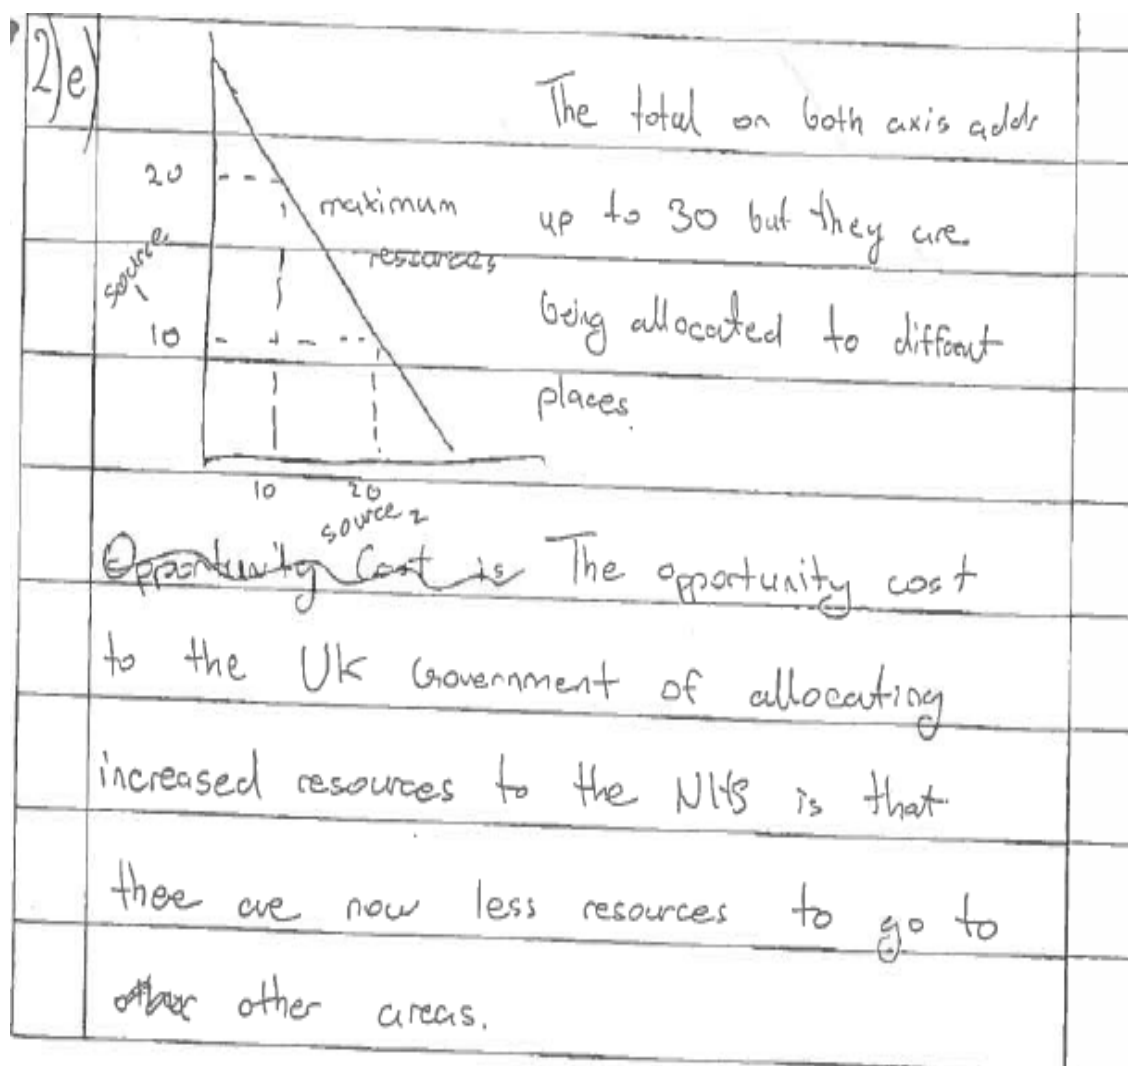 2)e)
The total on both axis adds
up to 30 but they are
being allocated to diffrent
places.
20
maximum
resources
source
1
10
10
20
source 2
Opportunity Cost is The opportunity cost
to the UK Government of allocating
increased resources to the NHS is that
thee are now less resources to go to
other other areas.